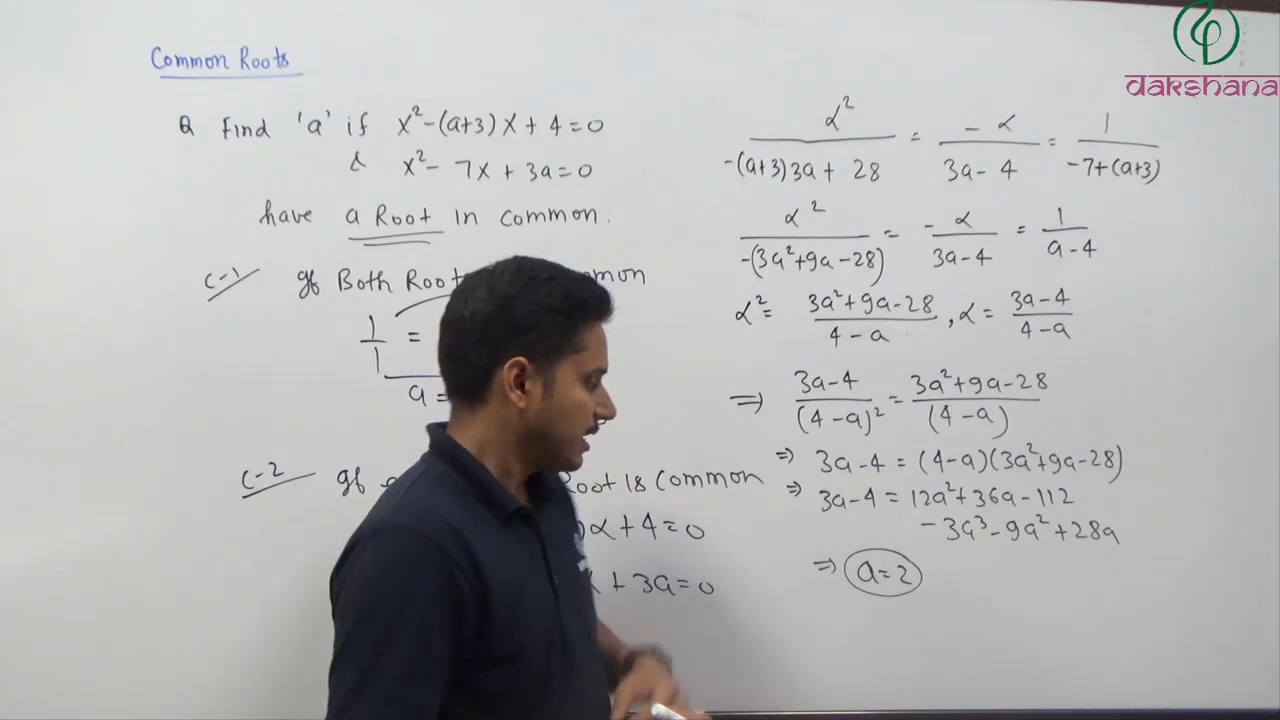 dakshana
Common Roots
Q Find 'a' if x²-(a+3)x+4=0
& x²-7x+3a=0
have a Root in common.
C-1 If Both Root mmon
1/1 =
a=
C-2 If Root is Common
α+4=0
+3a=0
α²/(-(a+3)3a+28) = -α/(3a-4) = 1/(-7+(a+3))
α²/(-(3a²+9a-28)) = -α/(3a-4) = 1/(a-4)
α²= (3a²+9a-28)/(4-a), α= (3a-4)/(4-a)
⇒ (3a-4)/(4-a)² = (3a²+9a-28)/(4-a)
⇒ 3a-4=(4-a)(3a²+9a-28)
⇒ 3a-4=12a²+36a-112
-3a³-9a²+28a
⇒ a=2